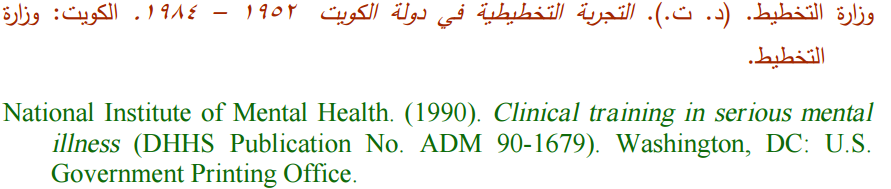 وزارة التخطيط. (د. ت.). التجربة التخطيطية في دولة الكويت ١٩٥٢ – ١٩٨٤. الكويت: وزارة
التخطيط.
National Institute of Mental Health. (1990). Clinical training in serious mental
illness (DHHS Publication No. ADM 90-1679). Washington, DC: U.S.
Government Printing Office.